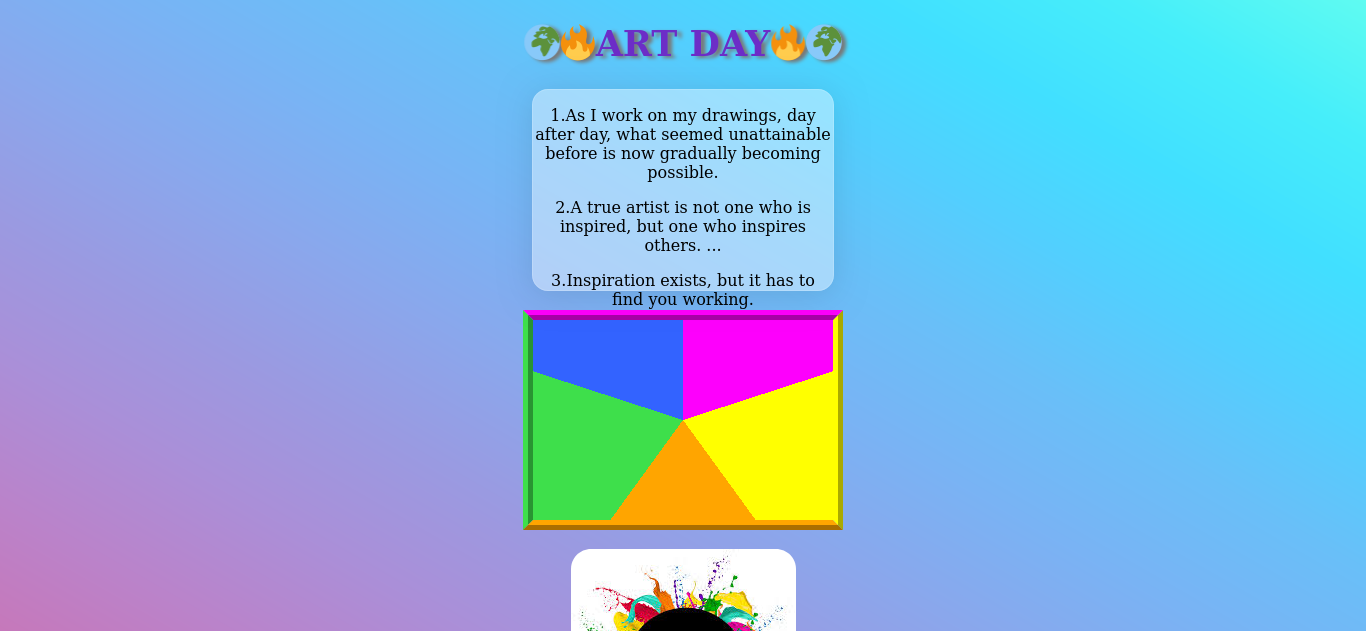 🌍🔥ART DAY🔥🌍
1.As I work on my drawings, day
after day, what seemed unattainable
before is now gradually becoming
possible.
2.A true artist is not one who is
inspired, but one who inspires
others. ...
3.Inspiration exists, but it has to
find you working.